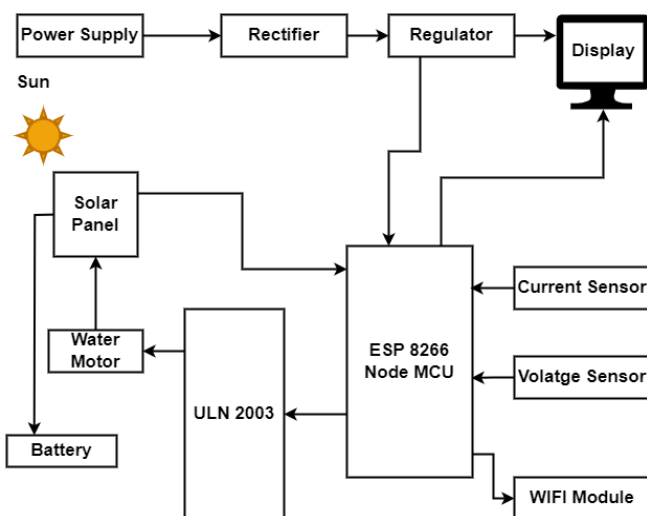 Power Supply
Rectifier
Regulator
Display
Sun
Solar
Panel
Current Sensor
Water
Motor
ESP 8266
Node MCU
Volatge Sensor
ULN 2003
Battery
WIFI Module